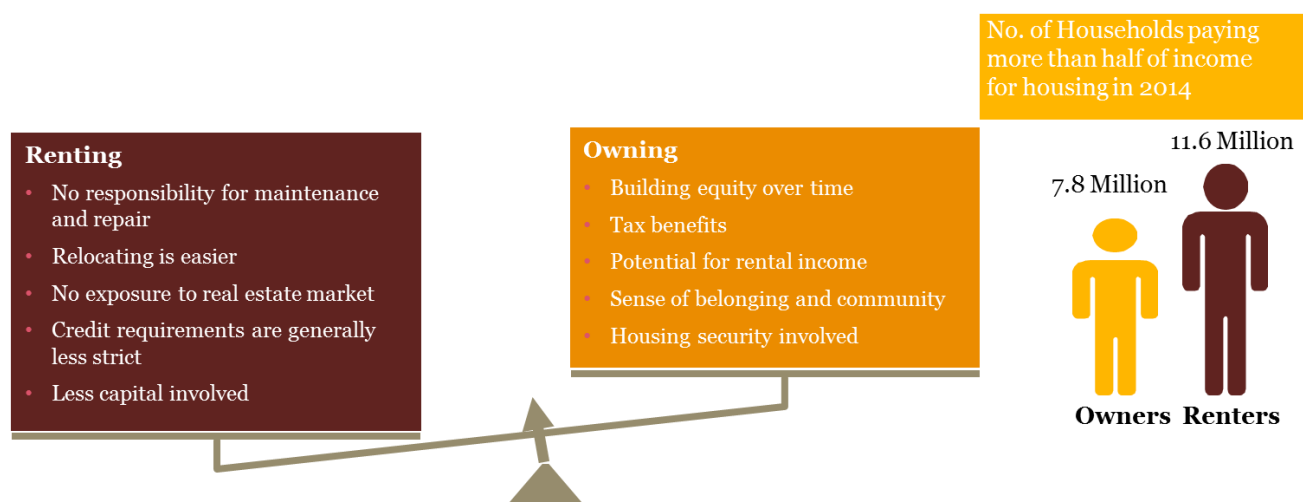 No. of Households paying
more than half of income
for housing in 2014
Renting
• No responsibility for maintenance
and repair
• Relocating is easier
• No exposure to real estate market
• Credit requirements are generally
less strict
• Less capital involved
Owning
• Building equity over time
• Tax benefits
• Potential for rental income
• Sense of belonging and community
• Housing security involved
11.6 Million
7.8 Million
Owners Renters